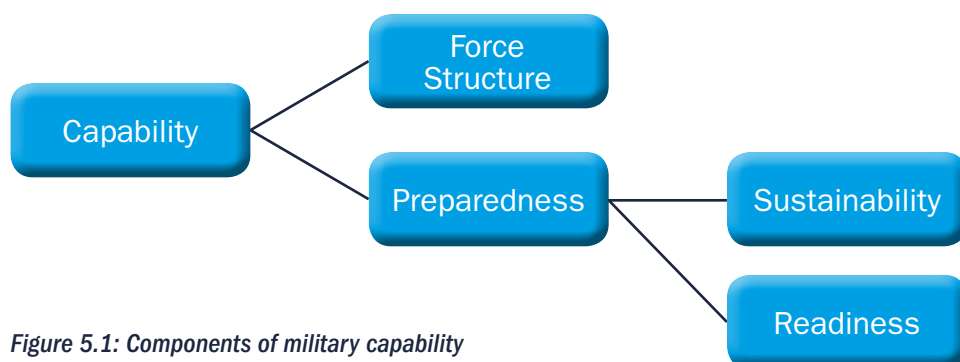 Force
Structure
Capability
Preparedness
Sustainability
Readiness
Figure 5.1: Components of military capability